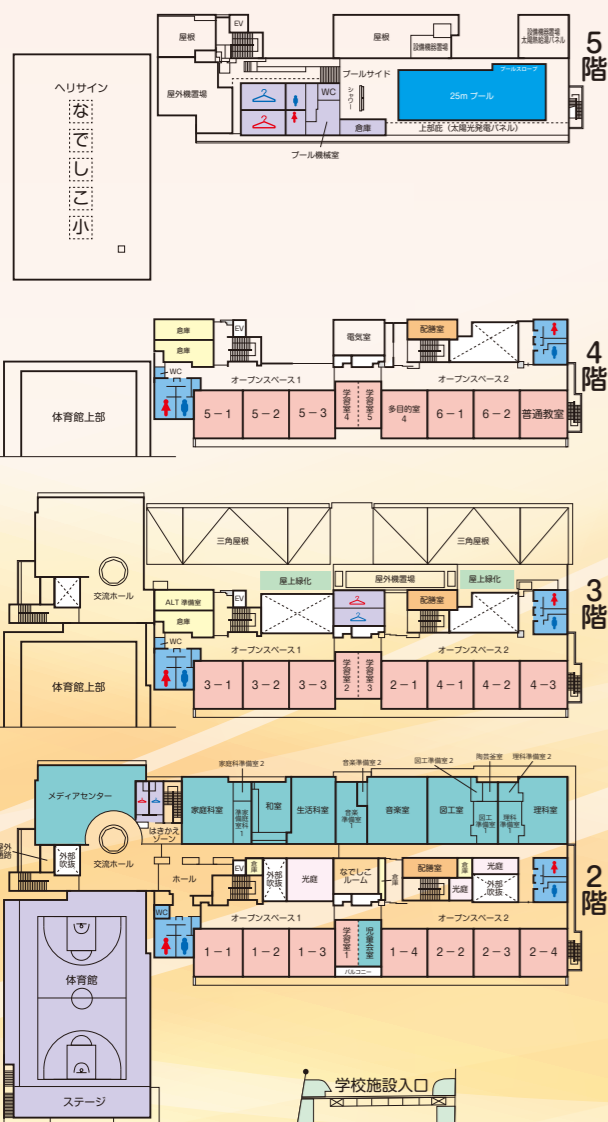 5階
屋根
EV
屋根
設備機器置場
設備機器置場
太陽熱給湯パネル
ヘリサイン
なでしこ小
屋外機置場
プールサイド
シャワー
WC
プールスロープ
25m プール
倉庫
上部庇（太陽光発電パネル）
プール機械室
4階
倉庫
倉庫
EV
電気室
配膳室
WC
オープンスペース1
オープンスペース2
体育館上部
5－1
5－2
5－3
学習室4
学習室5
多目的室4
6－1
6－2
普通教室
3階
三角屋根
三角屋根
交流ホール
屋上緑化
屋外機置場
屋上緑化
ALT 準備室
倉庫
EV
配膳室
WC
オープンスペース1
オープンスペース2
体育館上部
3－1
3－2
3－3
学習室2
学習室3
2－1
4－1
4－2
4－3
2階
家庭科準備室2
音楽準備室2
図工準備室2
陶芸釜室
理科準備室2
メディアセンター
家庭科室
家庭科準備室1
和室
生活科室
音楽準備室1
音楽室
図工室
図工準備室1
理科準備室1
理科室
はきかえゾーン
屋外通路
外部吹抜
交流ホール
ホール
EV
倉庫
外部吹抜
光庭
なでしこルーム
倉庫
配膳室
倉庫
光庭
光庭
外部吹抜
WC
オープンスペース1
オープンスペース2
1－1
1－2
1－3
学習室1
児童会室
1－4
2－2
2－3
2－4
バルコニー
体育館
ステージ
学校施設入口